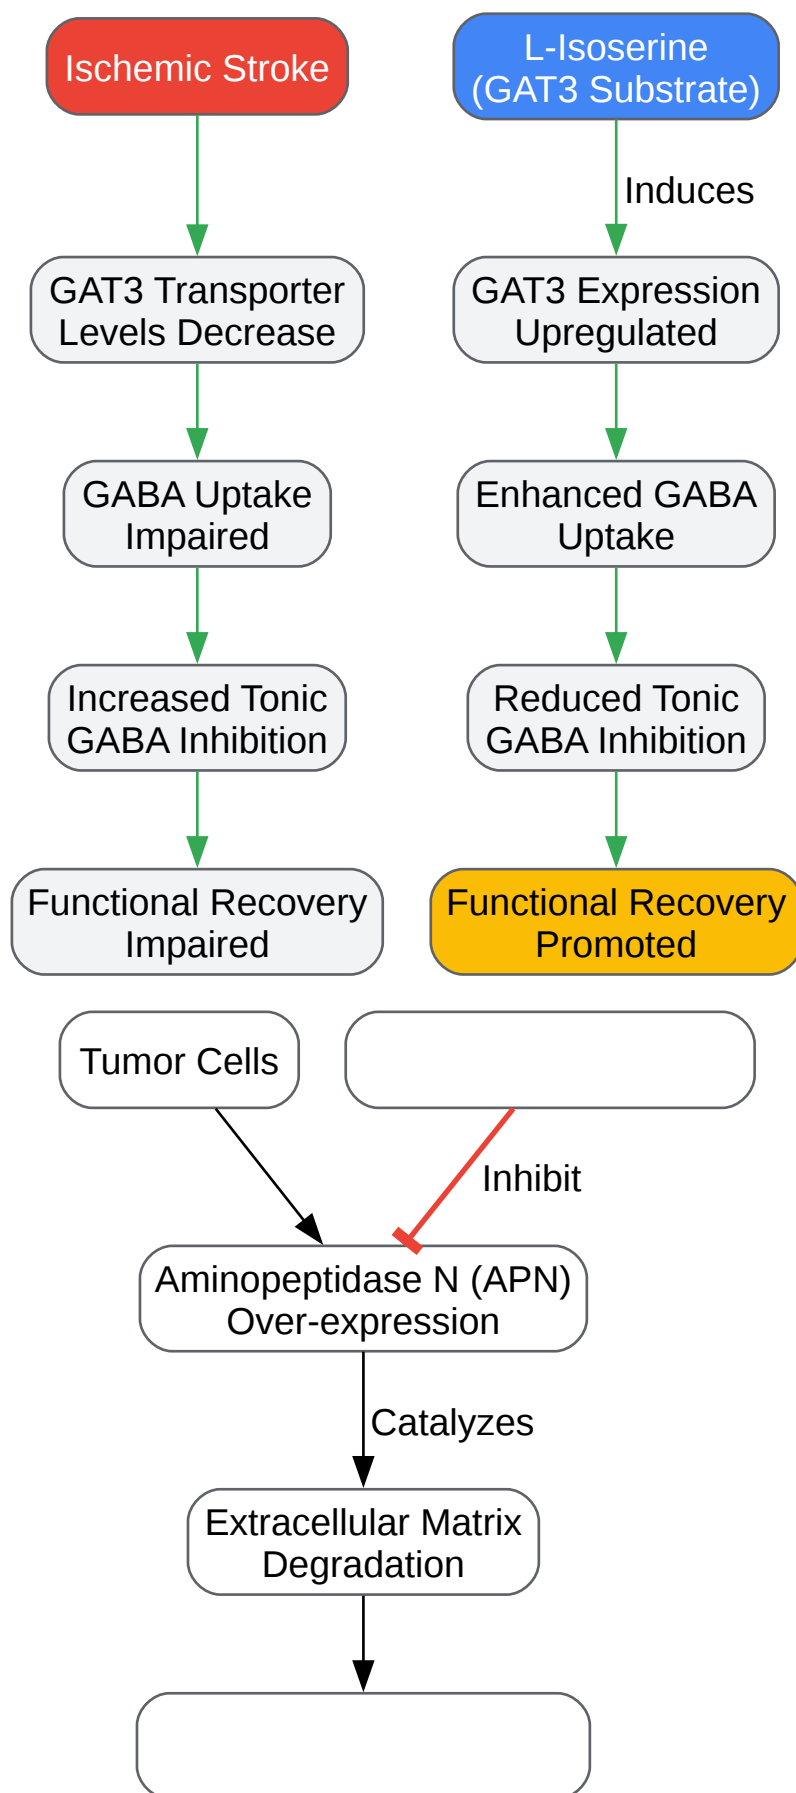 Ischemic Stroke
L-Isoserine
(GAT3 Substrate)
Induces
GAT3 Transporter
Levels Decrease
GAT3 Expression
Upregulated
GABA Uptake
Impaired
Enhanced GABA
Uptake
Increased Tonic
GABA Inhibition
Reduced Tonic
GABA Inhibition
Functional Recovery
Impaired
Functional Recovery
Promoted
Tumor Cells
Inhibit
Aminopeptidase N (APN)
Over-expression
Catalyzes
Extracellular Matrix
Degradation